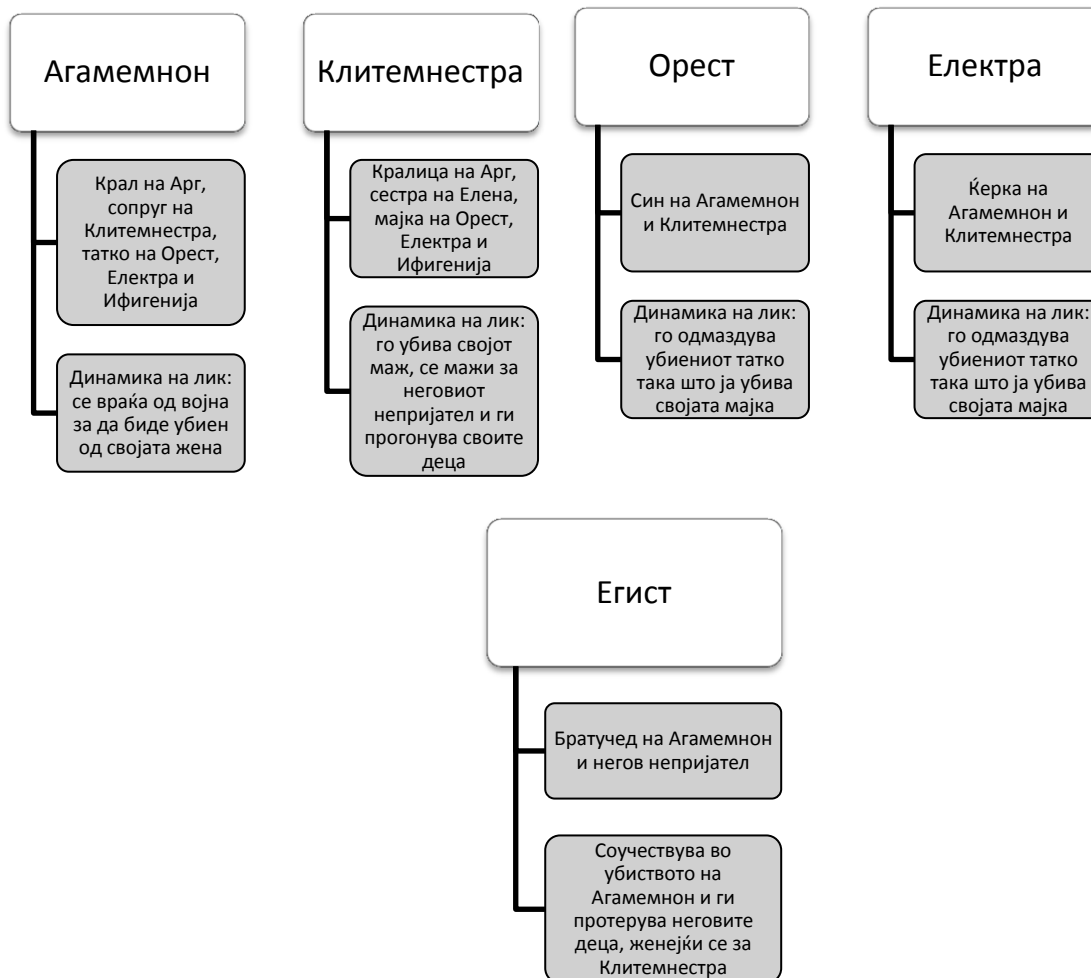 Агамемнон
Крал на Арг,
сопруг на
Клитемнестра,
татко на Орест,
Електра и
Ифигенија
Динамика на лик:
се враќа од војна
за да биде убиен
од својата жена
Клитемнестра
Кралица на Арг,
сестра на Елена,
мајка на Орест,
Електра и
Ифигенија
Динамика на лик:
го убива својот
маж, се мажи за
неговиот
непријател и ги
прогонува своите
деца
Орест
Син на Агамемнон
и Клитемнестра
Динамика на лик:
го одмаздува
убиениот татко
така што ја убива
својата мајка
Електра
Ќерка на
Агамемнон и
Клитемнестра
Динамика на лик:
го одмаздува
убиениот татко
така што ја убива
својата мајка
Егист
Братучед на Агамемнон
и негов непријател
Соучествува во
убиството на
Агамемнон и ги
протерува неговите
деца, женејќи се за
Клитемнестра